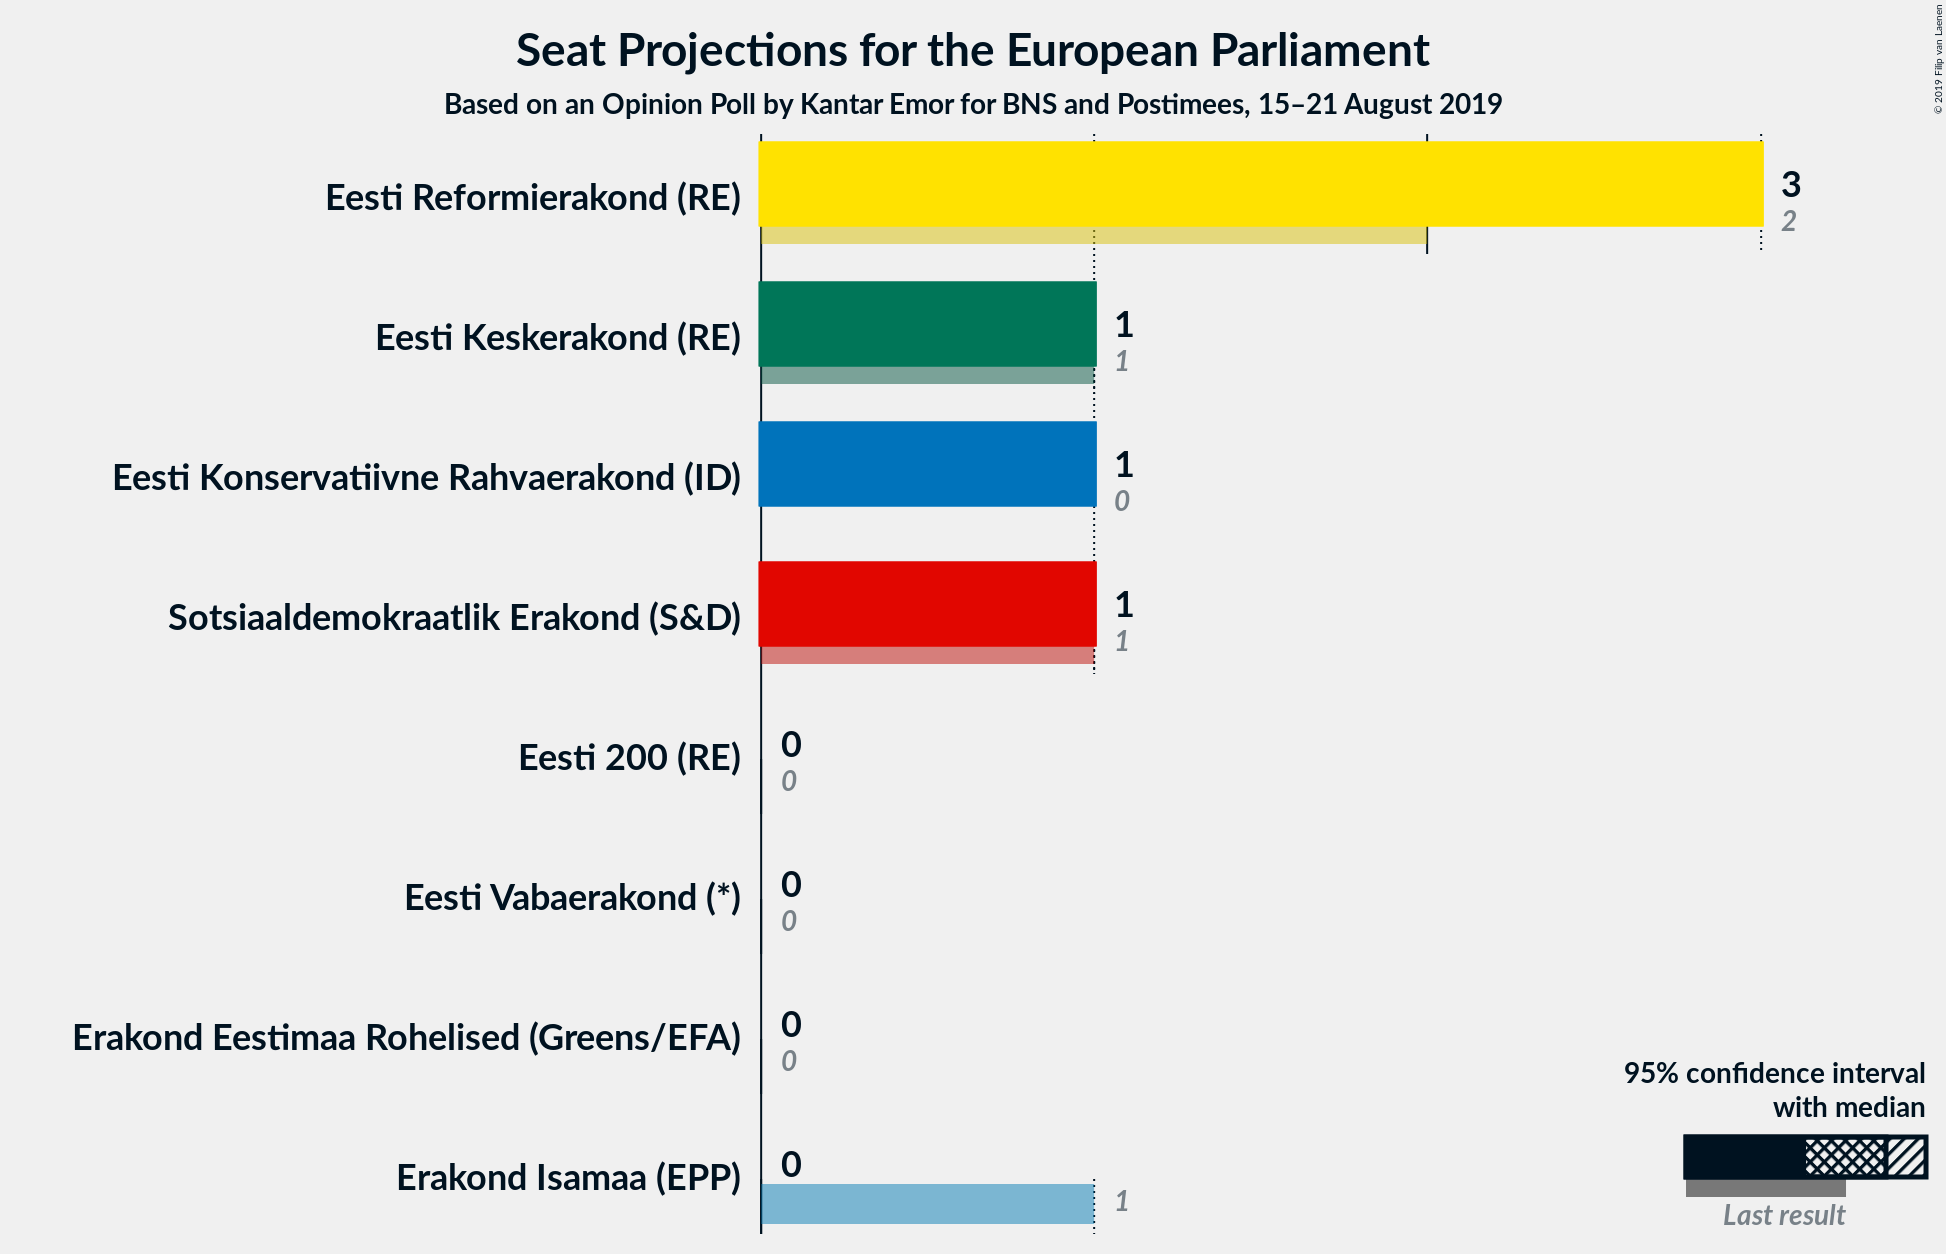 Seat Projections for the European Parliament
Based on an Opinion Poll by Kantar Emor for BNS and Postimees, 15–21 August 2019
© 2019 Filip van Laenen
Eesti Reformierakond (RE)
3
2
Eesti Keskerakond (RE)
1
1
Eesti Konservatiivne Rahvaerakond (ID)
1
0
Sotsiaaldemokraatlik Erakond (S&D)
1
1
Eesti 200 (RE)
0
0
Eesti Vabaerakond (*)
0
0
Erakond Eestimaa Rohelised (Greens/EFA)
0
0
Erakond Isamaa (EPP)
0
1
95% confidence interval
with median
Last result